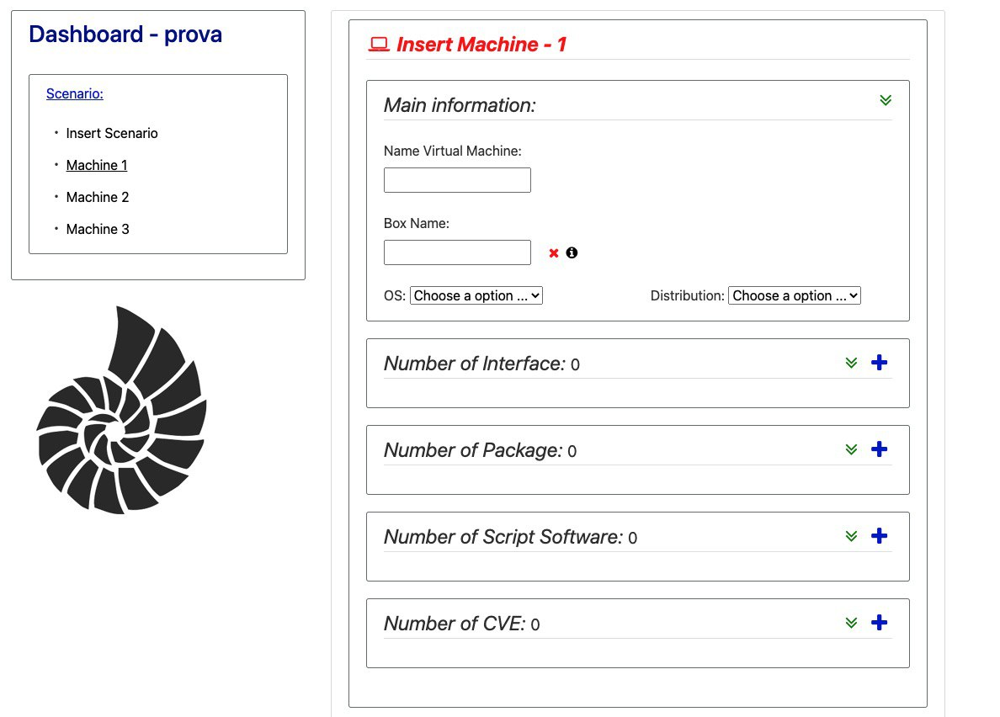 Dashboard - prova
Scenario:
• Insert Scenario
• Machine 1
• Machine 2
• Machine 3
Insert Machine - 1
Main information:
Name Virtual Machine:
Box Name:
OS: Choose a option ... Distribution: Choose a option ...
Number of Interface: 0
Number of Package: 0
Number of Script Software: 0
Number of CVE: 0